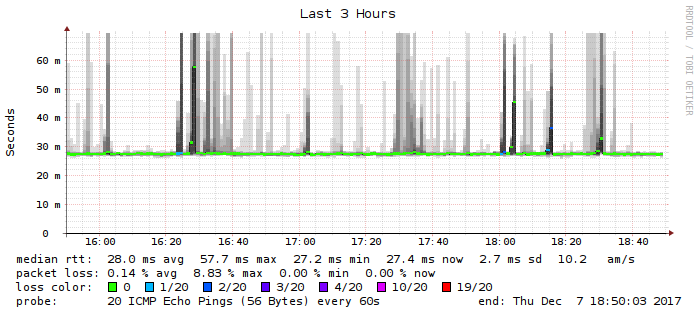 Last 3 Hours
RRDTOOL / TOBI OETIKER
Seconds
60 m
50 m
40 m
30 m
20 m
10 m
0
16:00 16:20 16:40 17:00 17:20 17:40 18:00 18:20 18:40
median rtt: 28.0 ms avg 57.7 ms max 27.2 ms min 27.4 ms now 2.7 ms sd 10.2 am/s
packet loss: 0.14 % avg 8.83 % max 0.00 % min 0.00 % now
loss color: 0 1/20 2/20 3/20 4/20 10/20 19/20
probe: 20 ICMP Echo Pings (56 Bytes) every 60s end: Thu Dec 7 18:50:03 2017